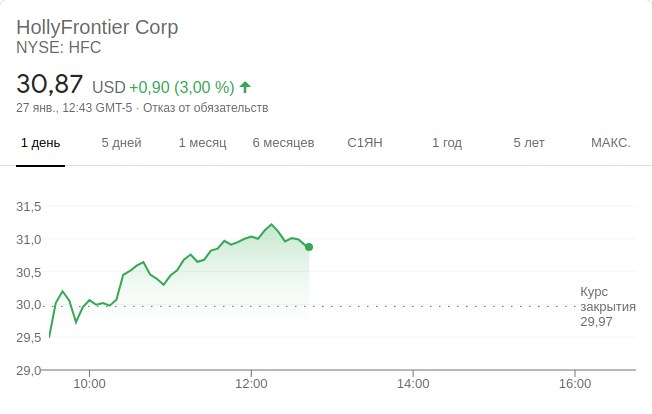 HollyFrontier Corp
NYSE: HFC
30,87 USD +0,90 (3,00 %)
27 янв., 12:43 GMT-5 · Отказ от обязательств
1 день 5 дней 1 месяц 6 месяцев С1ЯН 1 год 5 лет МАКС.
31,5
31,0
30,5
30,0
29,5
29,0
Курс
закрытия
29,97
10:00 12:00 14:00 16:00